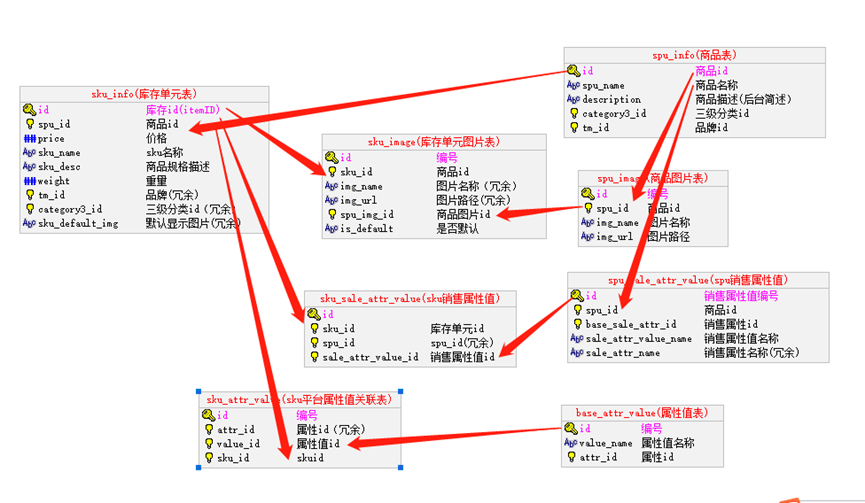 spu_info(商品表)
id 商品id
spu_name 商品名称
description 商品描述(后台简述)
category3_id 三级分类id
tm_id 品牌id
sku_info(库存单元表)
id 库存id(itemID)
spu_id 商品id
price 价格
sku_name sku名称
sku_desc 商品规格描述
weight 重量
tm_id 品牌(冗余)
category3_id 三级分类id(冗余)
sku_default_img 默认显示图片(冗余)
sku_image(库存单元图片表)
id 编号
sku_id 商品id
img_name 图片名称(冗余)
img_url 图片路径(冗余)
spu_img_id 商品图片id
is_default 是否默认
spu_image(商品图片表)
id 编号
spu_id 商品id
img_name 图片名称
img_url 图片路径
sku_sale_attr_value(sku销售属性值)
id
sku_id 库存单元id
spu_id spu_id(冗余)
sale_attr_value_id 销售属性值id
spu_sale_attr_value(spu销售属性值)
id 销售属性值编号
spu_id 商品id
base_sale_attr_id 销售属性id
sale_attr_value_name 销售属性值名称
sale_attr_name 销售属性名称(冗余)
sku_attr_value(sku平台属性值关联表)
id 编号
attr_id 属性id(冗余)
value_id 属性值id
sku_id skuid
base_attr_value(属性值表)
id 编号
value_name 属性值名称
attr_id 属性id